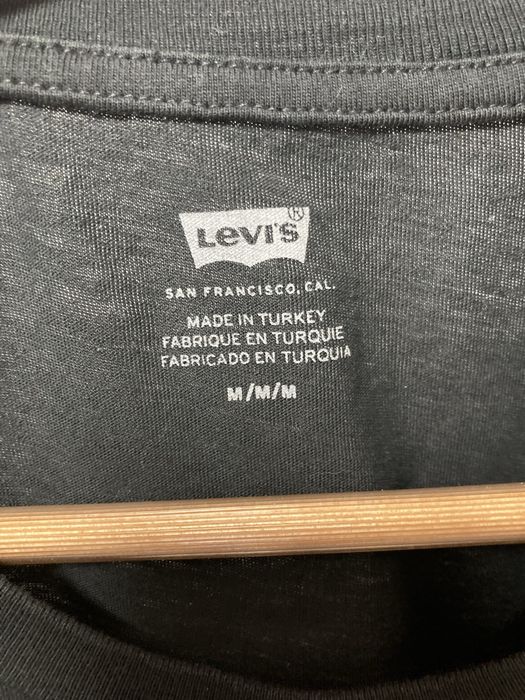 Levi's ®
SAN FRANCISCO, CAL.
MADE IN TURKEY
FABRIQUE EN TURQUIE
FABRICADO EN TURQUIA
M/M/M